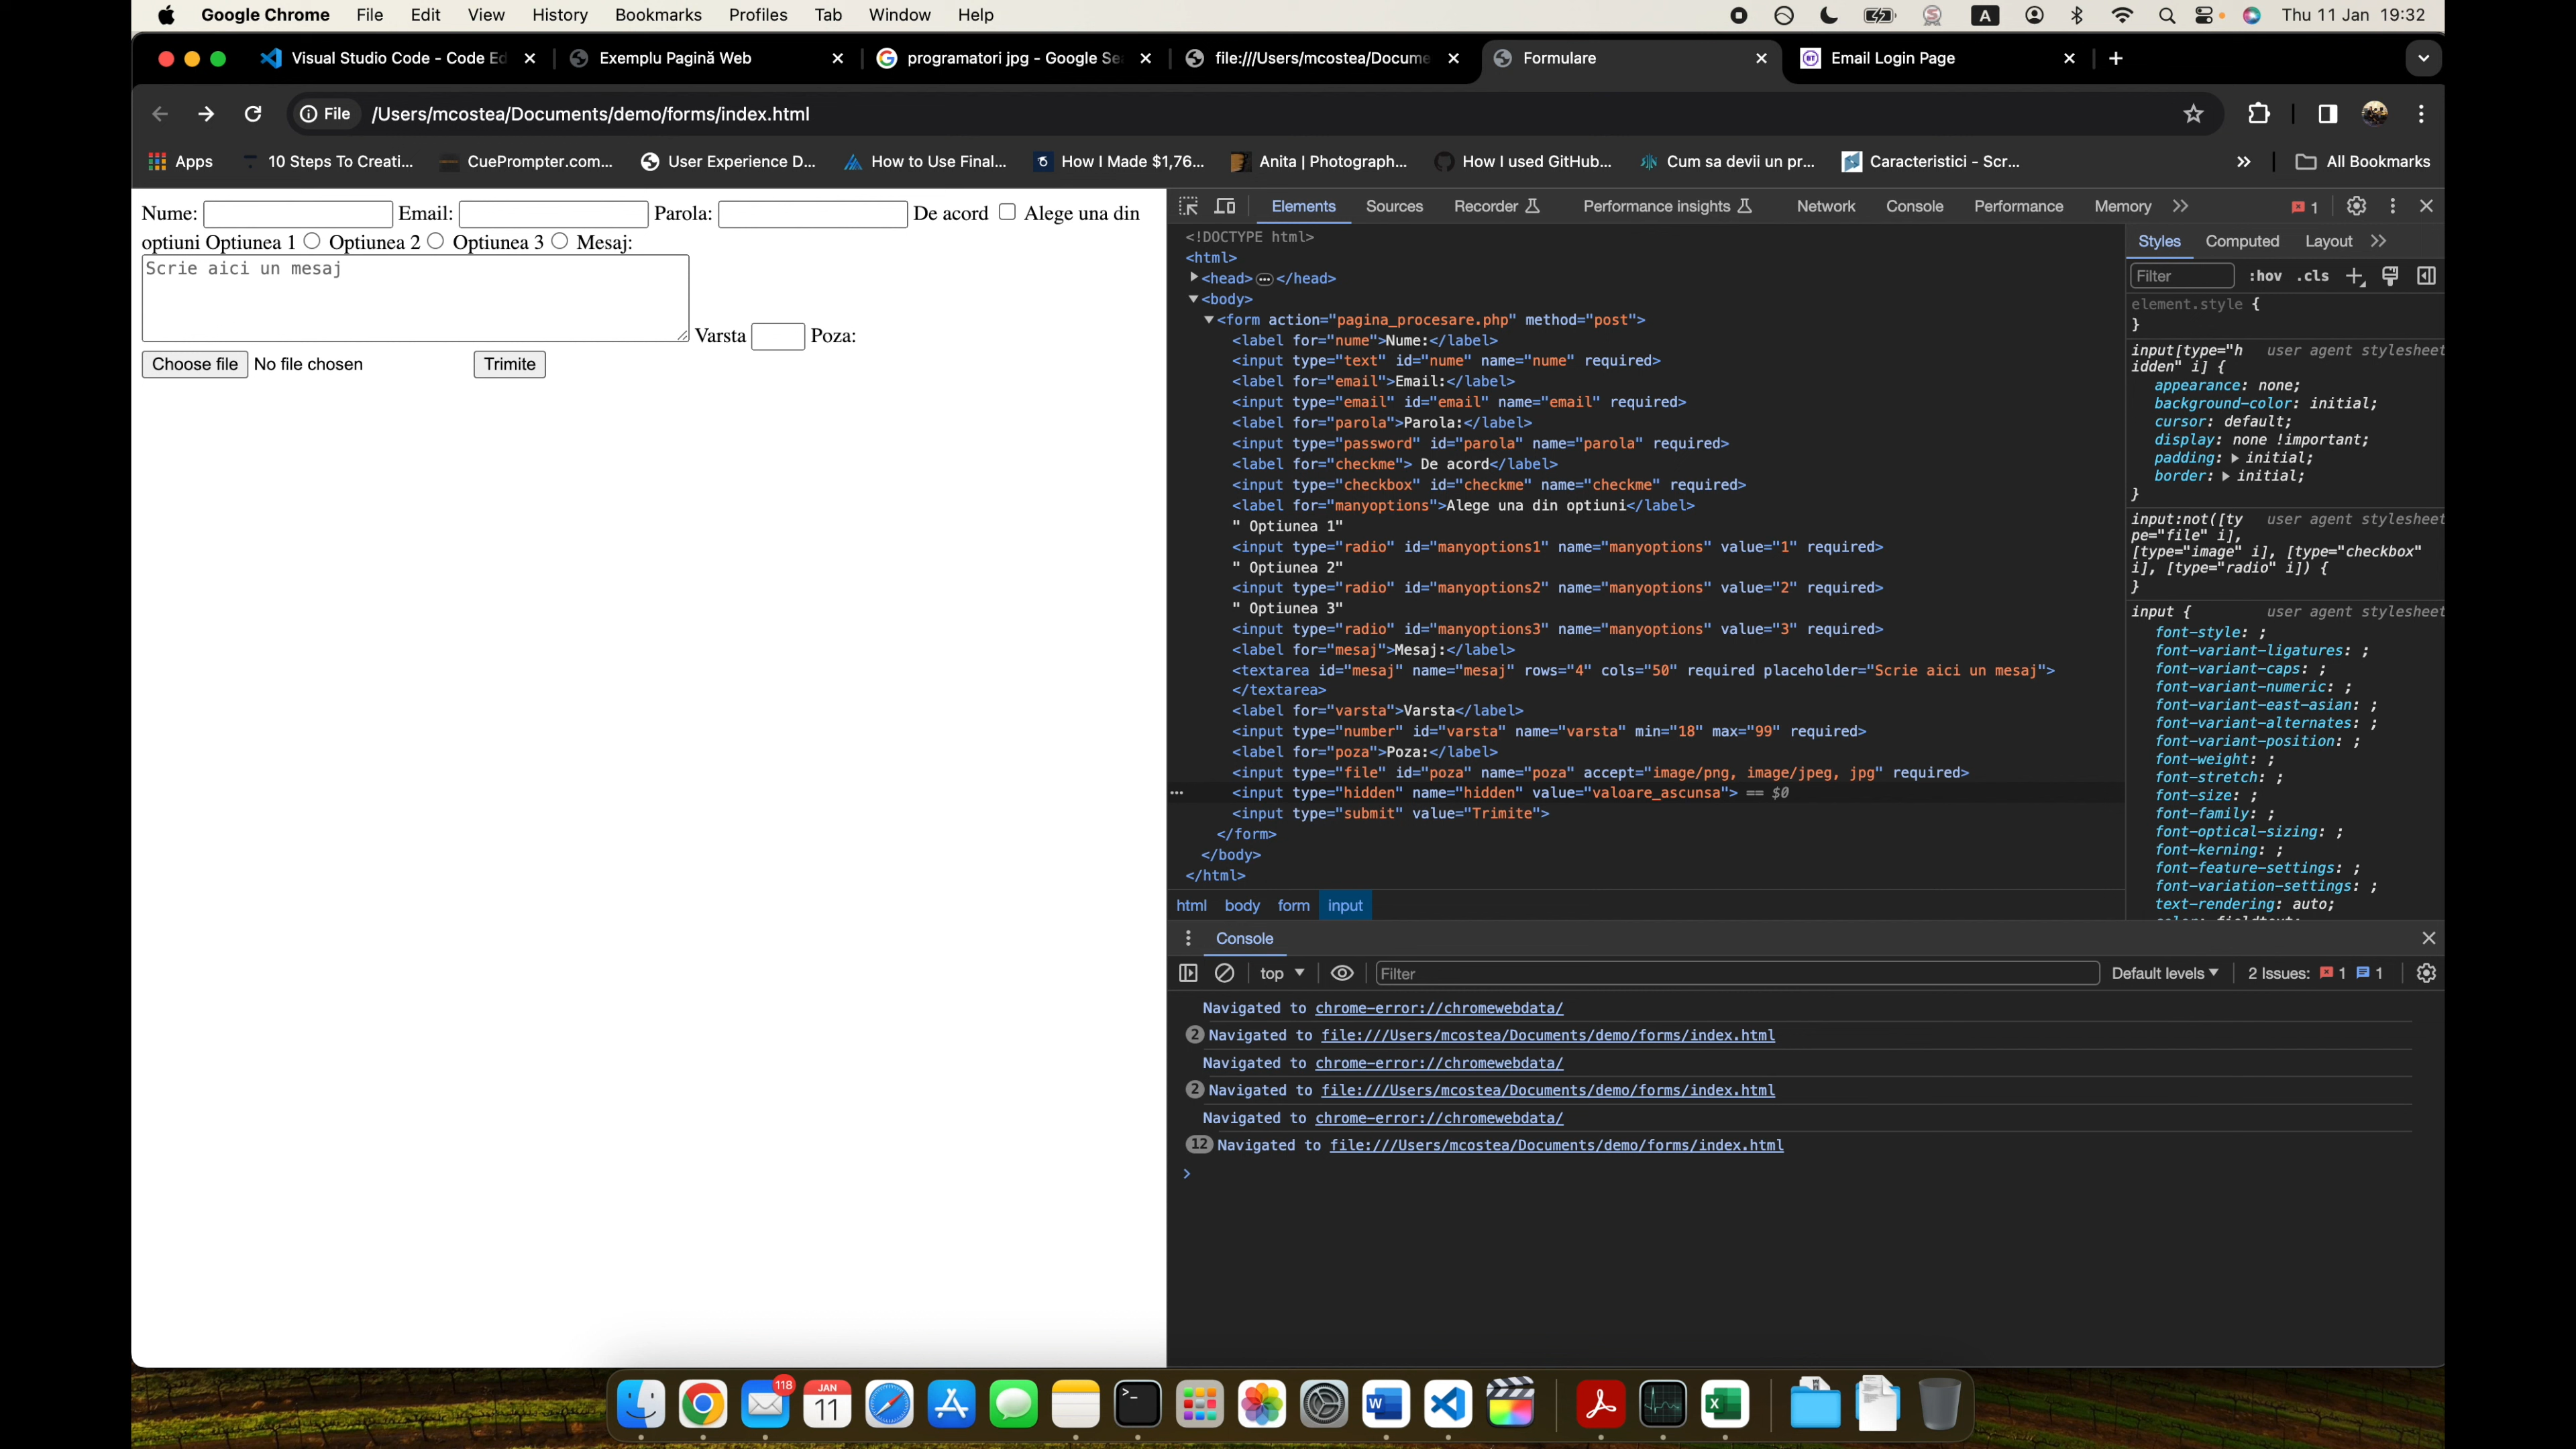 Google Chrome File Edit View History Bookmarks Profiles Tab Window Help A Thu 11 Jan 19:32
Visual Studio Code - Code Ed Exemplu Pagină Web programatori jpg - Google Se file:///Users/mcostea/Docume Formulare Email Login Page
File /Users/mcostea/Documents/demo/forms/index.html
Apps 10 Steps To Creati... CuePrompter.com... User Experience D... How to Use Final... How I Made $1,76... Anita | Photograph... How I used GitHub... Cum sa devii un pr... Caracteristici - Scr... » All Bookmarks
Nume: Email: Parola: De acord Alege una din
optiuni Optiunea 1 Optiunea 2 Optiunea 3 Mesaj:
Scrie aici un mesaj
Varsta Poza:
Choose file No file chosen Trimite
Elements Sources Recorder Performance insights Network Console Performance Memory » 1
<!DOCTYPE html>
<html>
<head> ... </head>
<body>
<form action="pagina_procesare.php" method="post">
<label for="nume">Nume:</label>
<input type="text" id="nume" name="nume" required>
<label for="email">Email:</label>
<input type="email" id="email" name="email" required>
<label for="parola">Parola:</label>
<input type="password" id="parola" name="parola" required>
<label for="checkme"> De acord</label>
<input type="checkbox" id="checkme" name="checkme" required>
<label for="manyoptions">Alege una din optiuni</label>
" Optiunea 1"
<input type="radio" id="manyoptions1" name="manyoptions" value="1" required>
" Optiunea 2"
<input type="radio" id="manyoptions2" name="manyoptions" value="2" required>
" Optiunea 3"
<input type="radio" id="manyoptions3" name="manyoptions" value="3" required>
<label for="mesaj">Mesaj:</label>
<textarea id="mesaj" name="mesaj" rows="4" cols="50" required placeholder="Scrie aici un mesaj">
</textarea>
<label for="varsta">Varsta</label>
<input type="number" id="varsta" name="varsta" min="18" max="99" required>
<label for="poza">Poza:</label>
<input type="file" id="poza" name="poza" accept="image/png, image/jpeg, jpg" required>
<input type="hidden" name="hidden" value="valoare_ascunsa"> == $0
<input type="submit" value="Trimite">
</form>
</body>
</html>
html body form input
Styles Computed Layout »
Filter :hov .cls
element.style {
}
input[type="h user agent stylesheet
idden" i] {
appearance: none;
background-color: initial;
cursor: default;
display: none !important;
padding: initial;
border: initial;
}
input:not([ty user agent stylesheet
pe="file" i],
[type="image" i], [type="checkbox"
i], [type="radio" i]) {
}
input { user agent stylesheet
font-style: ;
font-variant-ligatures: ;
font-variant-caps: ;
font-variant-numeric: ;
font-variant-east-asian: ;
font-variant-alternates: ;
font-variant-position: ;
font-weight: ;
font-stretch: ;
font-size: ;
font-family: ;
font-optical-sizing: ;
font-kerning: ;
font-feature-settings: ;
font-variation-settings: ;
text-rendering: auto;
Console
top Filter Default levels 2 Issues: 1 1
Navigated to chrome-error://chromewebdata/
2 Navigated to file:///Users/mcostea/Documents/demo/forms/index.html
Navigated to chrome-error://chromewebdata/
2 Navigated to file:///Users/mcostea/Documents/demo/forms/index.html
Navigated to chrome-error://chromewebdata/
12 Navigated to file:///Users/mcostea/Documents/demo/forms/index.html
>
118 JAN 11